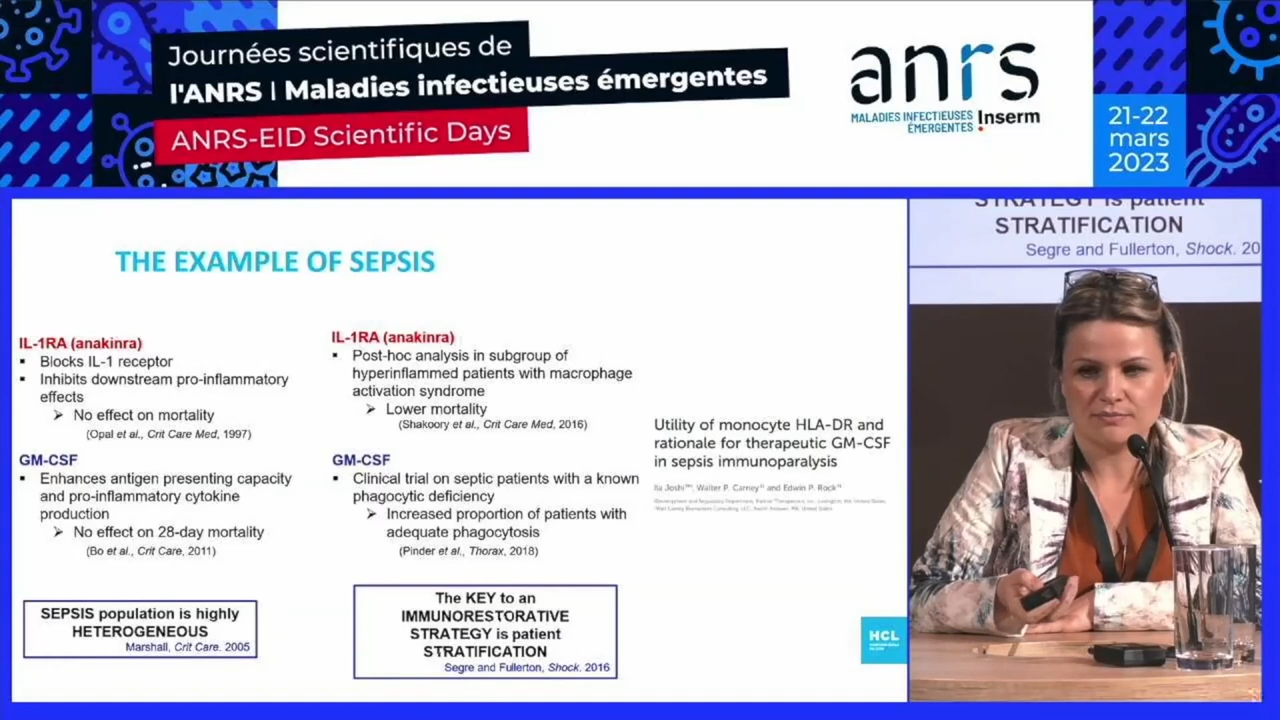 Journées scientifiques de
l'ANRS | Maladies infectieuses émergentes
ANRS-EID Scientific Days
anrs
MALADIES INFECTIEUSES
ÉMERGENTES
Inserm
21-22
mars
2023
THE EXAMPLE OF SEPSIS
IL-1RA (anakinra)
▪ Blocks IL-1 receptor
▪ Inhibits downstream pro-inflammatory
effects
➢ No effect on mortality
(Opal et al., Crit Care Med, 1997)
GM-CSF
▪ Enhances antigen presenting capacity
and pro-inflammatory cytokine
production
➢ No effect on 28-day mortality
(Bo et al., Crit Care, 2011)
SEPSIS population is highly
HETEROGENEOUS
Marshall, Crit Care. 2005
IL-1RA (anakinra)
▪ Post-hoc analysis in subgroup of
hyperinflammed patients with macrophage
activation syndrome
➢ Lower mortality
(Shakoory et al., Crit Care Med, 2016)
GM-CSF
▪ Clinical trial on septic patients with a known
phagocytic deficiency
➢ Increased proportion of patients with
adequate phagocytosis
(Pinder et al., Thorax, 2018)
The KEY to an
IMMUNORESTORATIVE
STRATEGY is patient
STRATIFICATION
Segre and Fullerton, Shock. 2016
Utility of monocyte HLA-DR and
rationale for therapeutic GM-CSF
in sepsis immunoparalysis
Ila Joshi, Walter P. Carney and Edwin P. Rock
HCL
STRATEGY is patient
STRATIFICATION
Segre and Fullerton, Shock. 20